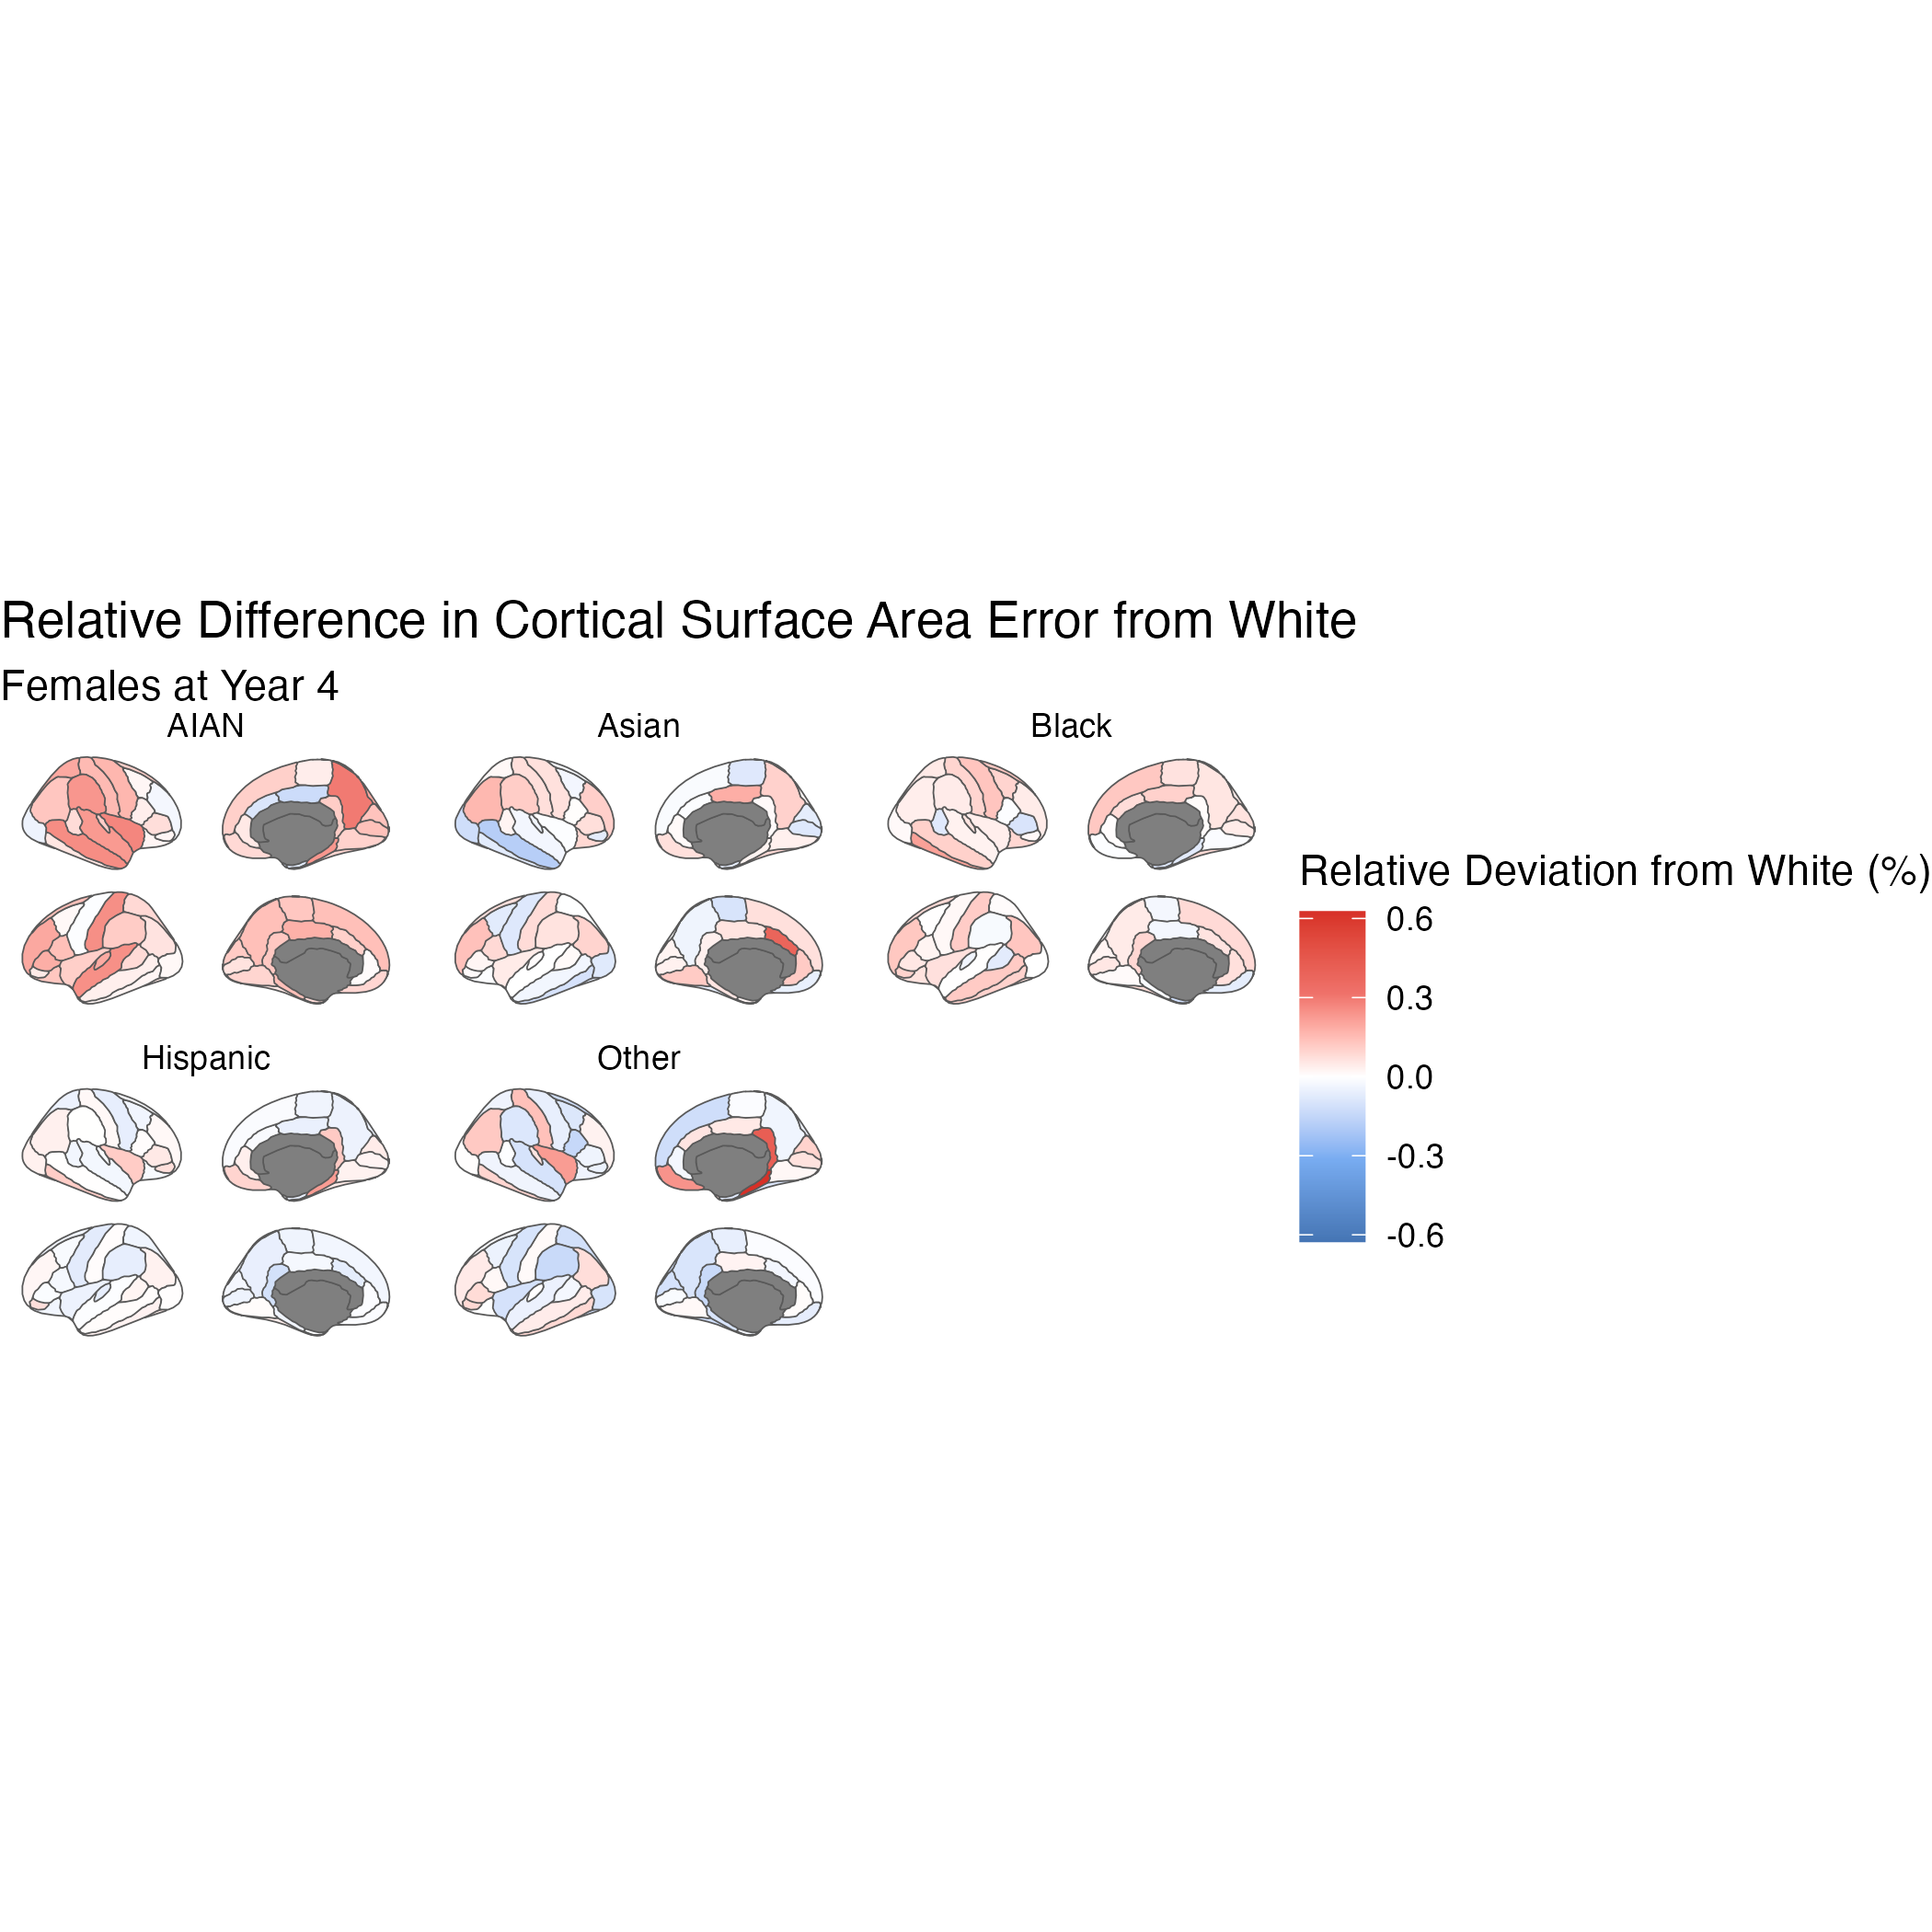 Relative Difference in Cortical Surface Area Error from White
Females at Year 4
AIAN
Asian
Black
Hispanic
Other
Relative Deviation from White (%)
0.6
0.3
0.0
-0.3
-0.6